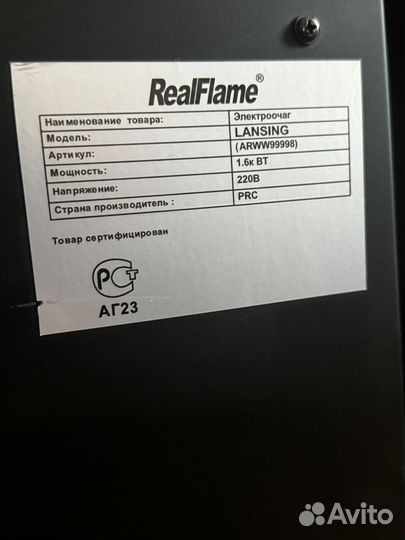 RealFlame®
Наименование товара: Электроочаг
Модель: LANSING
Артикул: (ARWW99998)
Мощность: 1.6к ВТ
Напряжение: 220В
Страна производитель : PRC
Товар сертифицирован
РСТ
АГ23
Avito